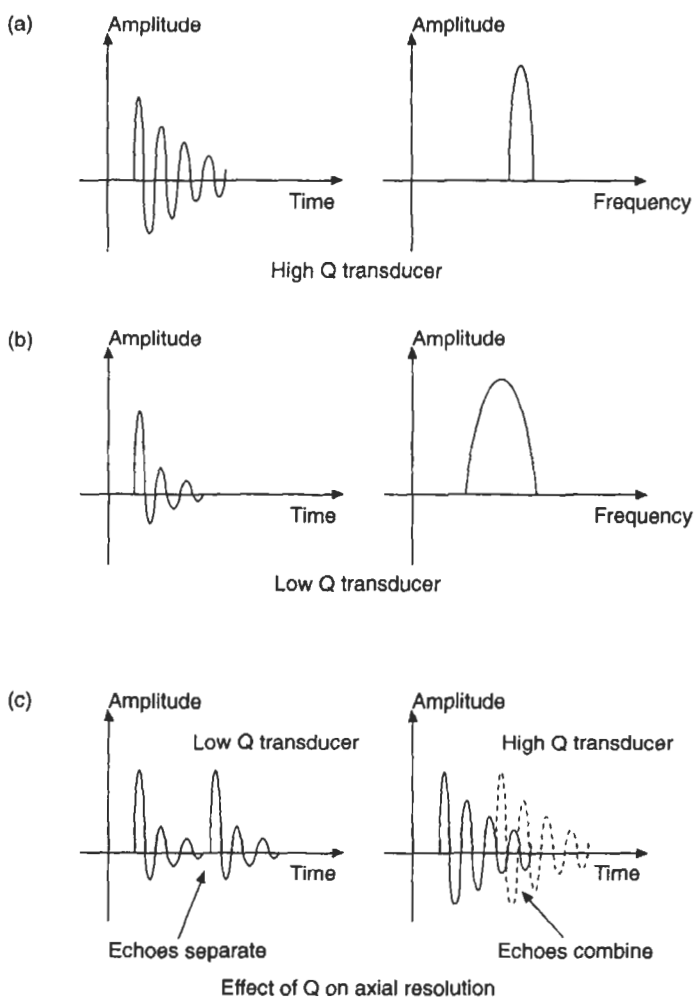 (a)
Amplitude
Amplitude
Time
Frequency
High Q transducer
(b)
Amplitude
Amplitude
Time
Frequency
Low Q transducer
(c)
Amplitude
Amplitude
Low Q transducer
High Q transducer
Time
Time
Echoes separate
Echoes combine
Effect of Q on axial resolution